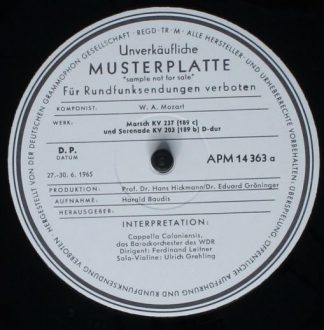 HERGESTELLT VON DER DEUTSCHEN GRAMMOPHON GESELLSCHAFT · REGD·TR·M· ALLE HERSTELLER- UND URHEBERRECHTE VORBEHALTEN · ÜBERSPIELUNG, ÖFFENTLICHE AUFFÜHRUNG UND RUNDFUNKSENDUNG VERBOTEN
Unverkäufliche
MUSTERPLATTE
"sample not for sale"
Für Rundfunksendungen verboten
KOMPONIST: W. A. Mozart
WERK: Marsch KV 237 (189 c)
und Serenade KV 203 (189 b) D-dur
D. P. APM 14 363 a
DATUM
27.-30. 6. 1965
PRODUKTION: Prof. Dr. Hans Hickmann/Dr. Eduard Gröninger
AUFNAHME: Harald Baudis
HERAUSGEBER:
INTERPRETATION:
Cappella Coloniensis,
das Barockorchester des WDR
Dirigent: Ferdinand Leitner
Solo-Violine: Ulrich Grehling